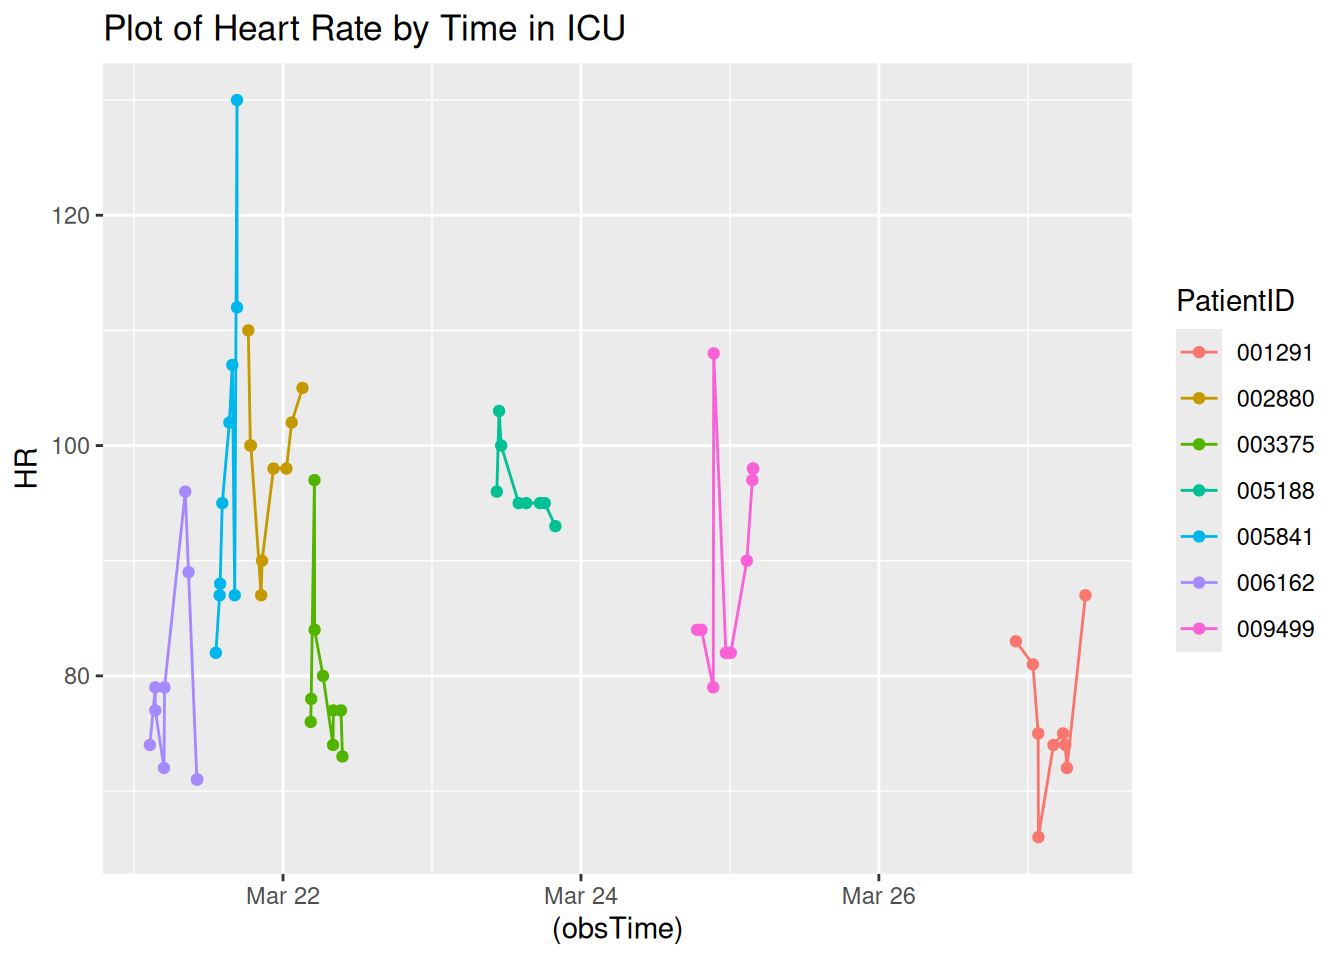 Plot of Heart Rate by Time in ICU
120
100
80
HR
Mar 22
Mar 24
Mar 26
(obsTime)
PatientID
001291
002880
003375
005188
005841
006162
009499